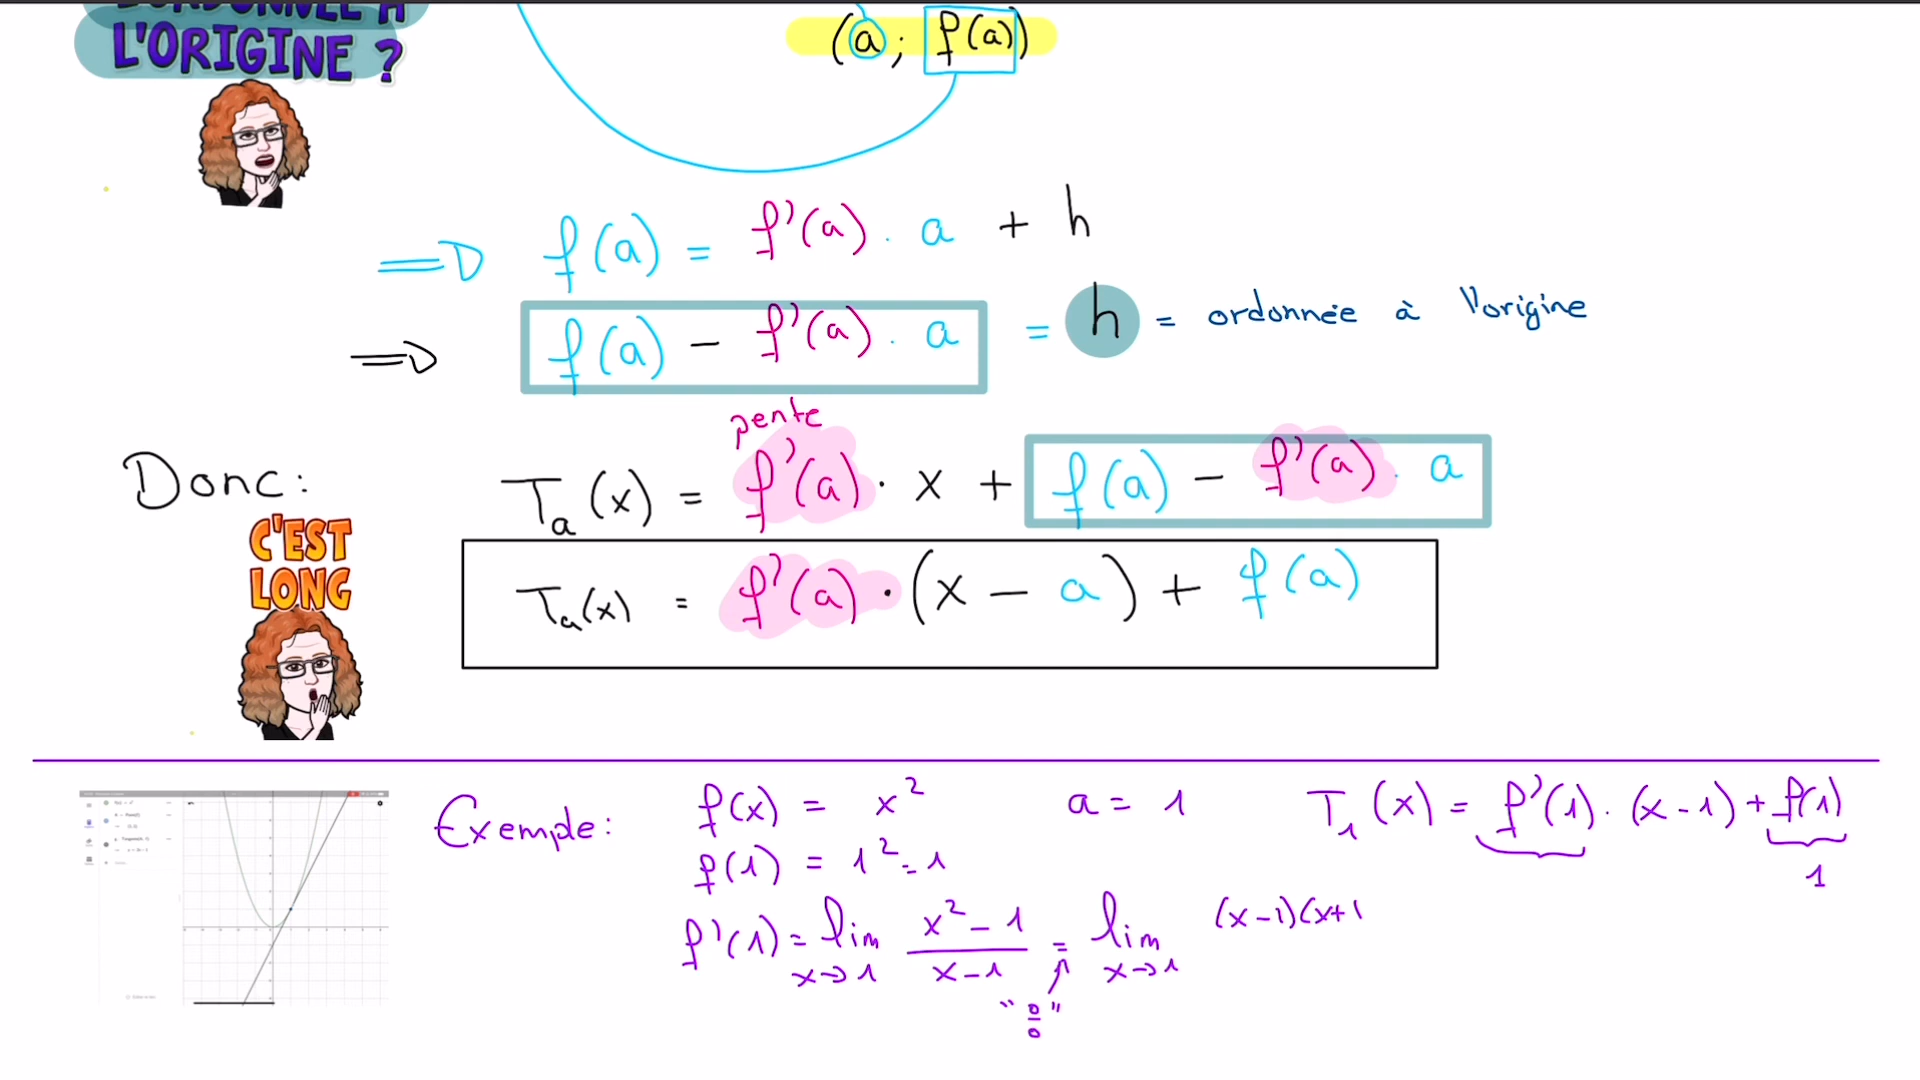 L'ORIGINE ?
(a ; f(a))
⇒ f(a) = f'(a) · a + h
⇒ f(a) − f'(a) · a = h = ordonnée à l'origine
pente
Donc: Tₐ(x) = f'(a) · x + f(a) − f'(a) · a
C'EST
LONG
Tₐ(x) = f'(a) · (x − a) + f(a)
Exemple: f(x) = x² a = 1 T₁(x) = f'(1) · (x − 1) + f(1)
f(1) = 1² = 1
1
f'(1) = lim x→1 (x² − 1)/(x − 1) = lim x→1 (x−1)(x+1
"0/0"